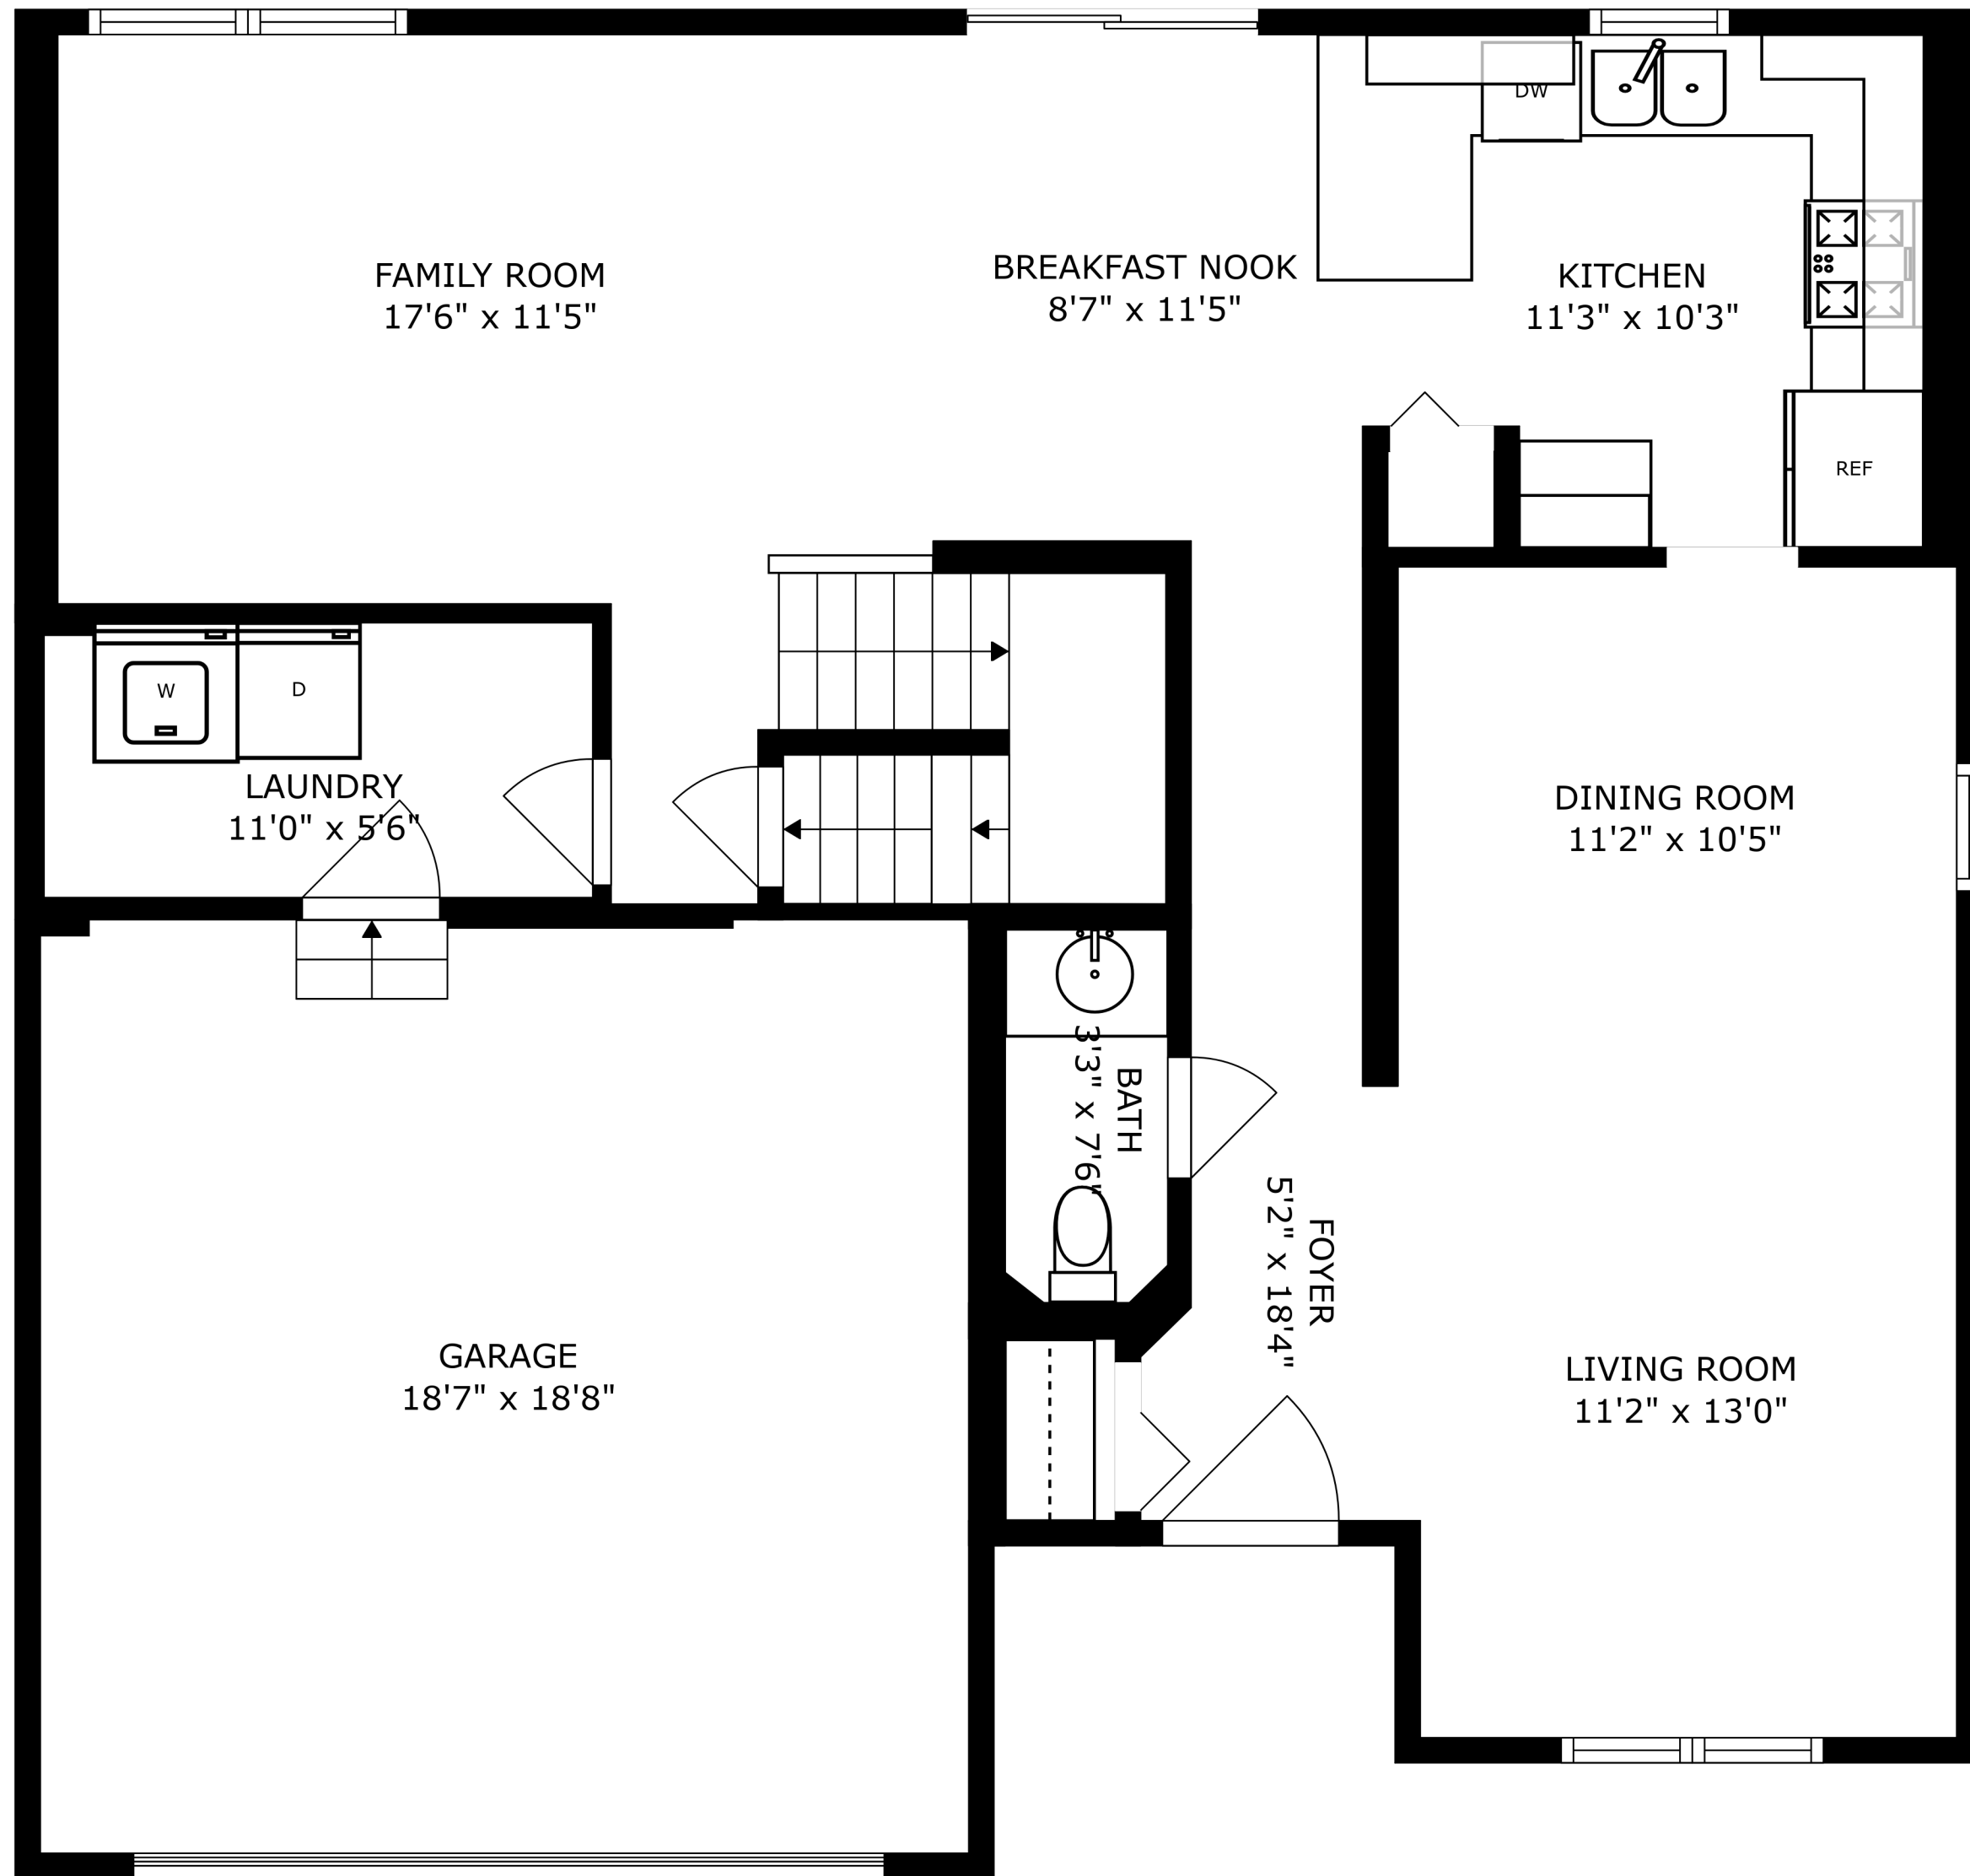 DW
FAMILY ROOM
17'6" x 11'5"
BREAKFAST NOOK
8'7" x 11'5"
KITCHEN
11'3" x 10'3"
REF
W
D
LAUNDRY
11'0" x 5'6"
DINING ROOM
11'2" x 10'5"
BATH
3'3" x 7'6"
FOYER
5'2" x 18'4"
GARAGE
18'7" x 18'8"
LIVING ROOM
11'2" x 13'0"